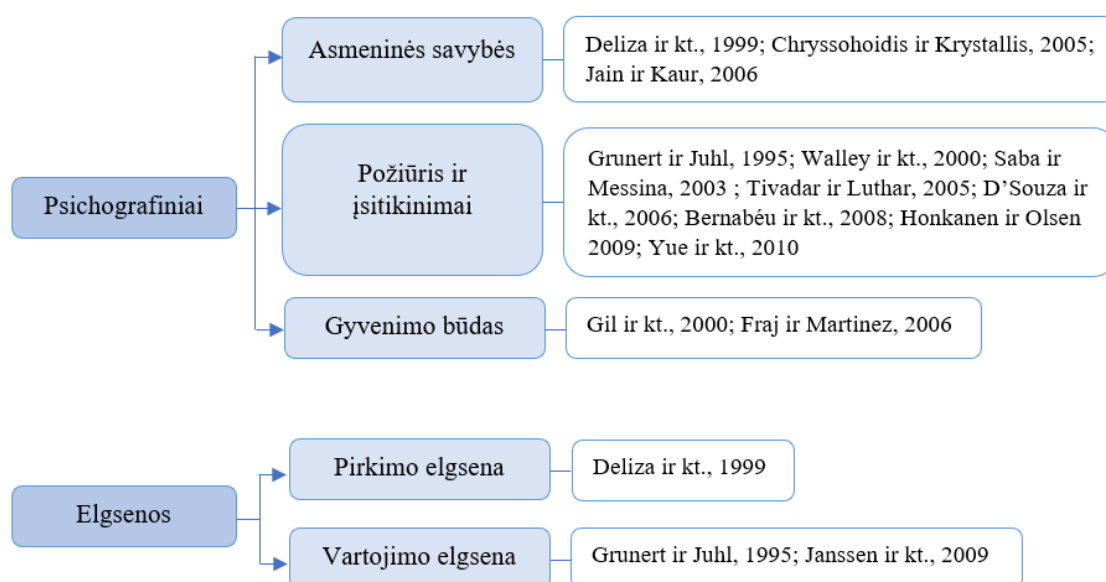 Asmeninės savybės
Deliza ir kt., 1999; Chryssohoidis ir Krystallis, 2005;
Jain ir Kaur, 2006
Psichografiniai
Požiūris ir
įsitikinimai
Grunert ir Juhl, 1995; Walley ir kt., 2000; Saba ir
Messina, 2003 ; Tivadar ir Luthar, 2005; D’Souza ir
kt., 2006; Bernabéu ir kt., 2008; Honkanen ir Olsen
2009; Yue ir kt., 2010
Gyvenimo būdas
Gil ir kt., 2000; Fraj ir Martinez, 2006
Elgsenos
Pirkimo elgsena
Deliza ir kt., 1999
Vartojimo elgsena
Grunert ir Juhl, 1995; Janssen ir kt., 2009